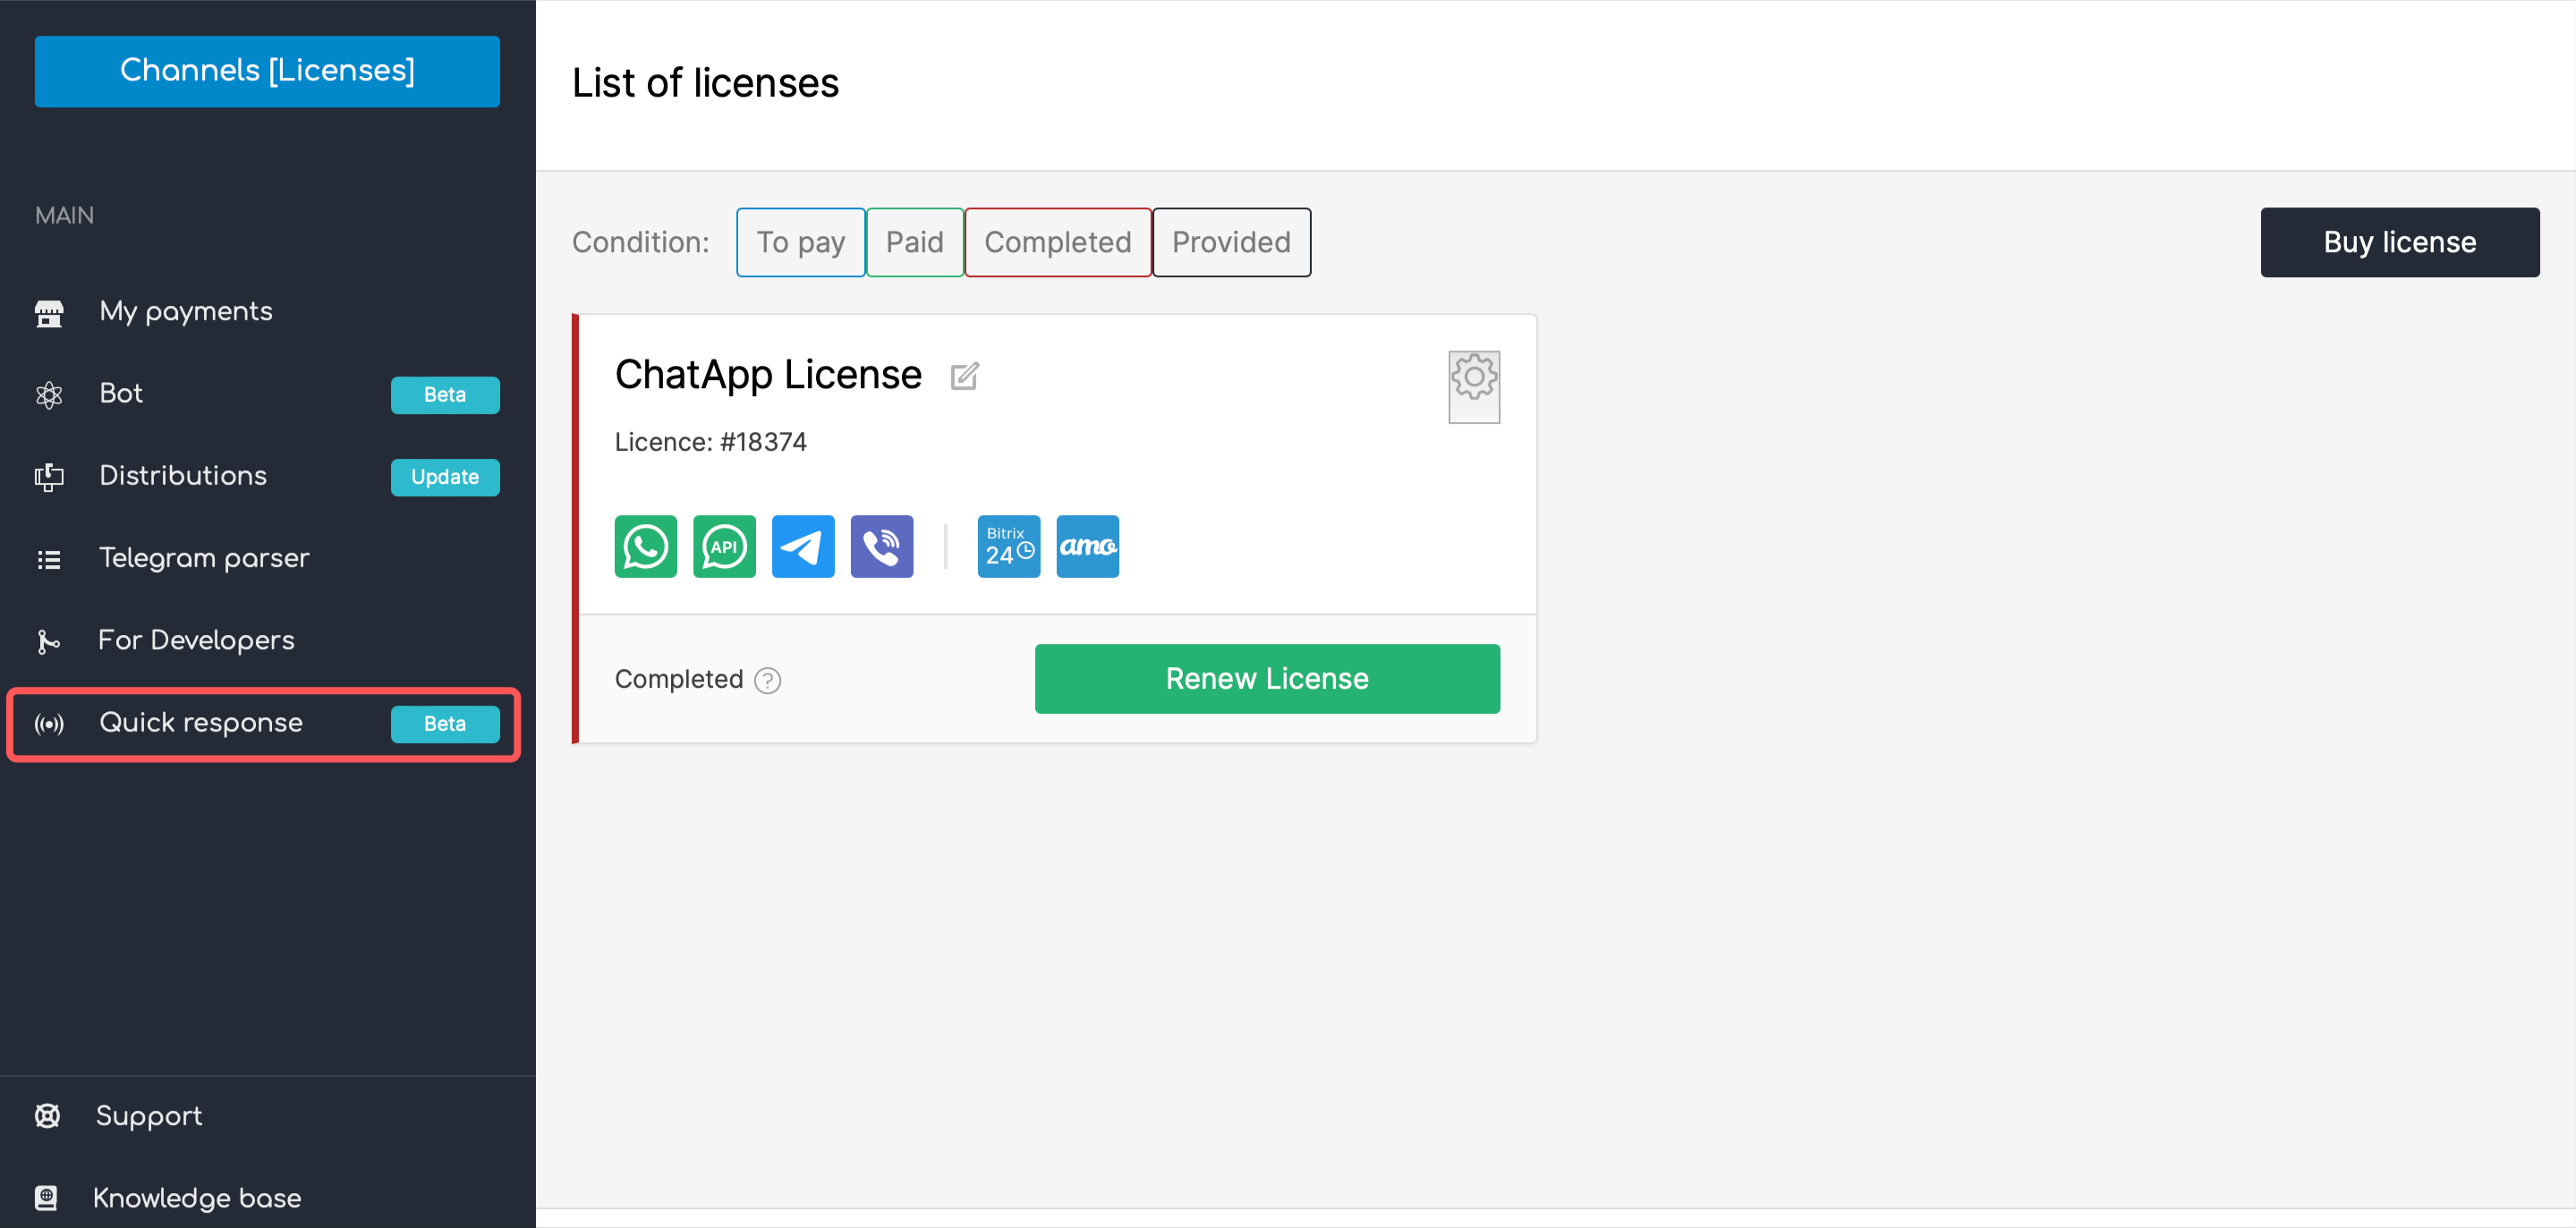 Channels [Licenses]
MAIN
My payments
Bot Beta
Distributions Update
Telegram parser
For Developers
Quick response Beta
Support
Knowledge base
List of licenses
Condition: To pay Paid Completed Provided
Buy license
ChatApp License
Licence: #18374
API
Bitrix
24
amo
Completed ?
Renew License